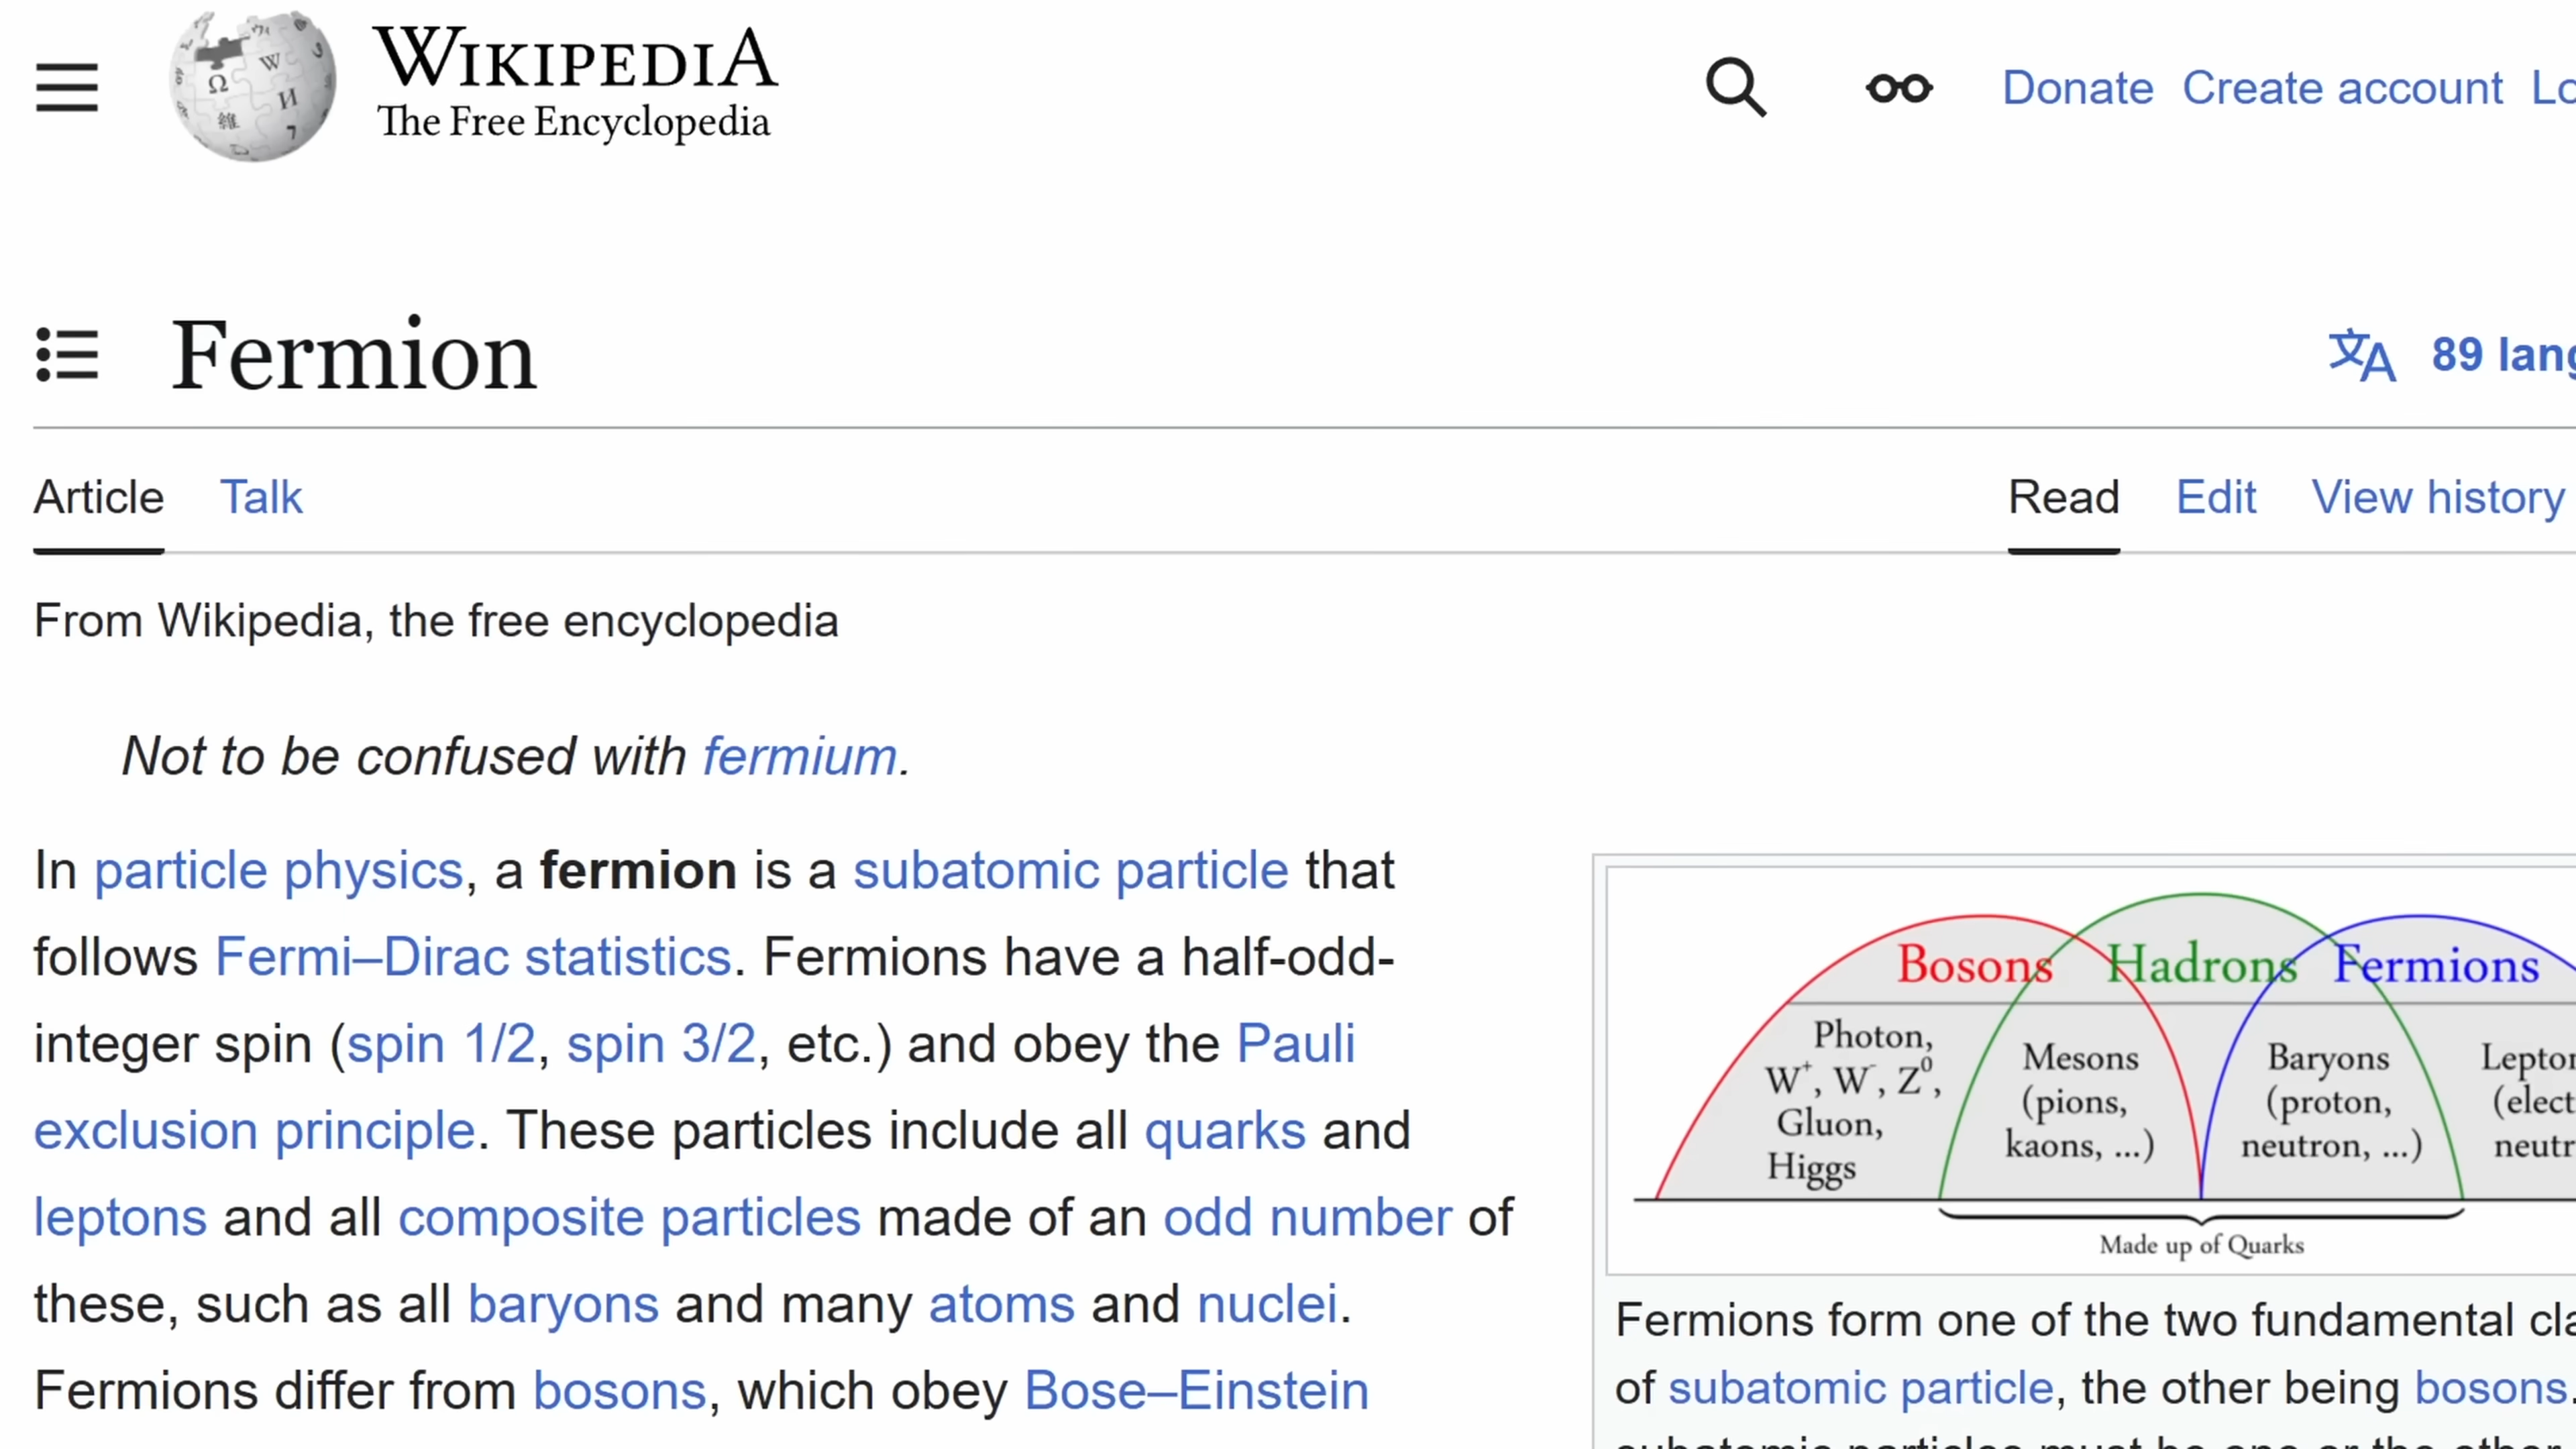 WIKIPEDIA
The Free Encyclopedia
Donate Create account
Fermion
89
Article Talk
Read Edit View history
From Wikipedia, the free encyclopedia
Not to be confused with fermium.
In particle physics, a fermion is a subatomic particle that
follows Fermi–Dirac statistics. Fermions have a half-odd-
integer spin (spin 1/2, spin 3/2, etc.) and obey the Pauli
exclusion principle. These particles include all quarks and
leptons and all composite particles made of an odd number of
these, such as all baryons and many atoms and nuclei.
Fermions differ from bosons, which obey Bose–Einstein
Bosons Hadrons Fermions
Photon,
W⁺, W⁻, Z⁰,
Gluon,
Higgs
Mesons
(pions,
kaons, ...)
Baryons
(proton,
neutron, ...)
Made up of Quarks
Fermions form one of the two fundamental
of subatomic particle, the other being bosons.